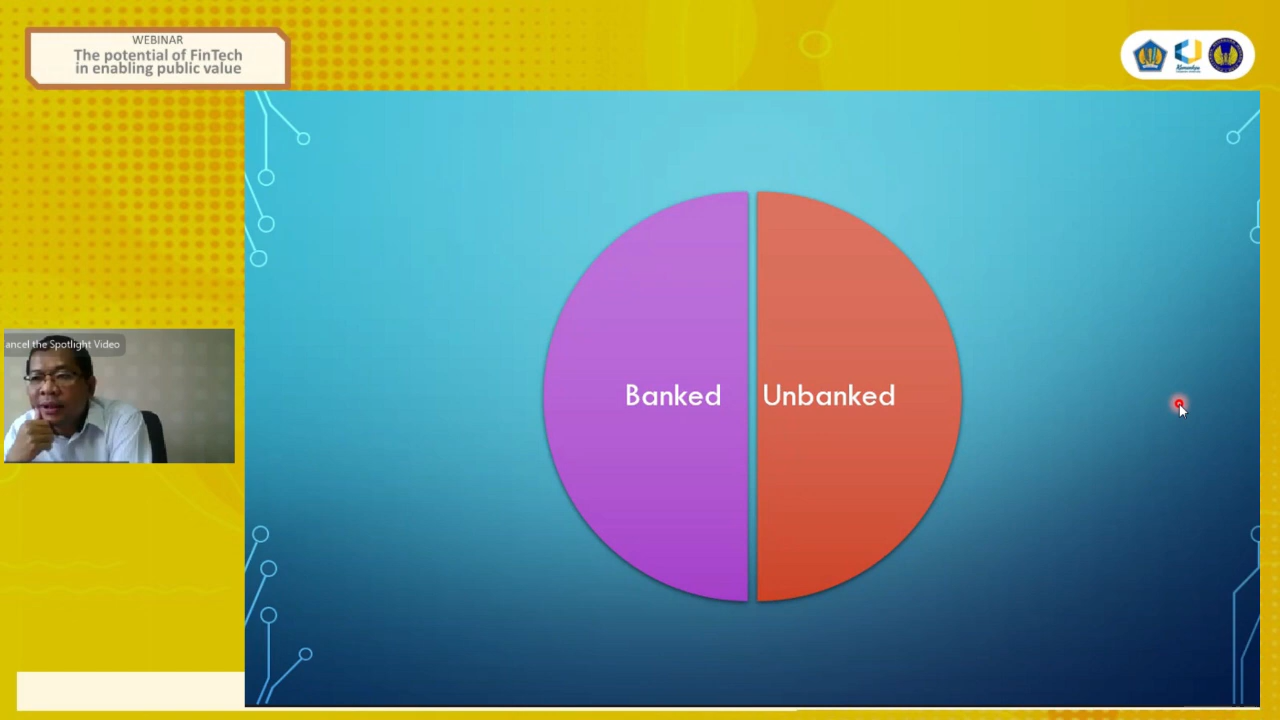 WEBINAR
The potential of FinTech
in enabling public value
ancel the Spotlight Video
Banked
Unbanked